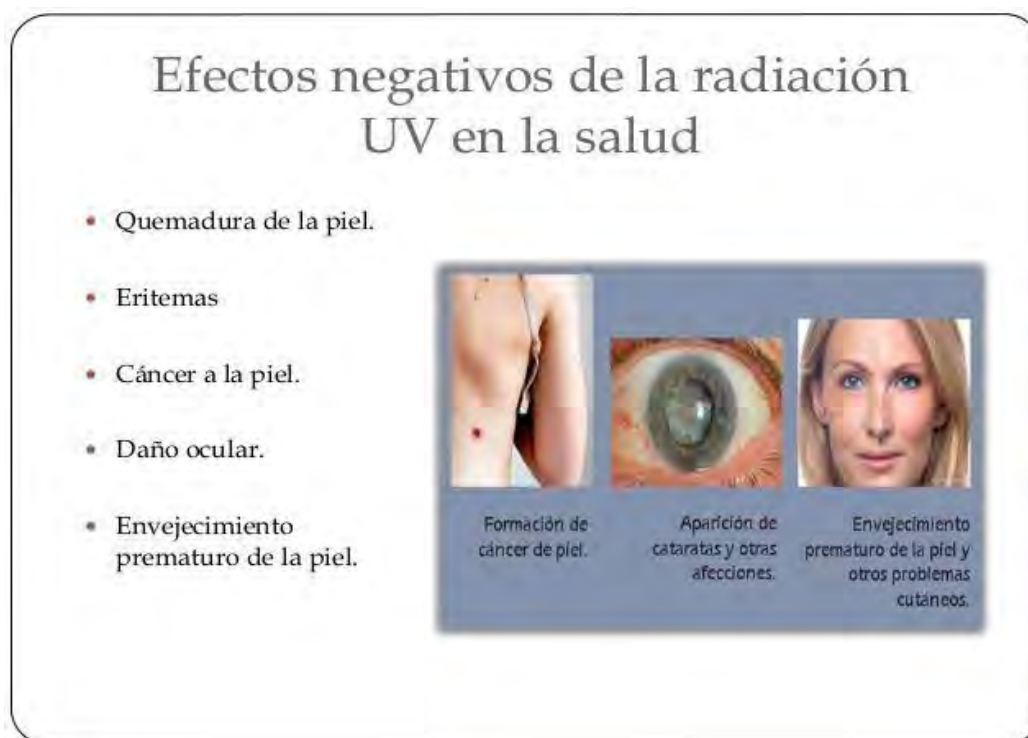 Efectos negativos de la radiación
UV en la salud
• Quemadura de la piel.
• Eritemas
• Cáncer a la piel.
• Daño ocular.
• Envejecimiento
prematuro de la piel.
Formación de
cáncer de piel.
Aparición de
cataratas y otras
afecciones.
Envejecimiento
prematuro de la piel y
otros problemas
cutáneos.